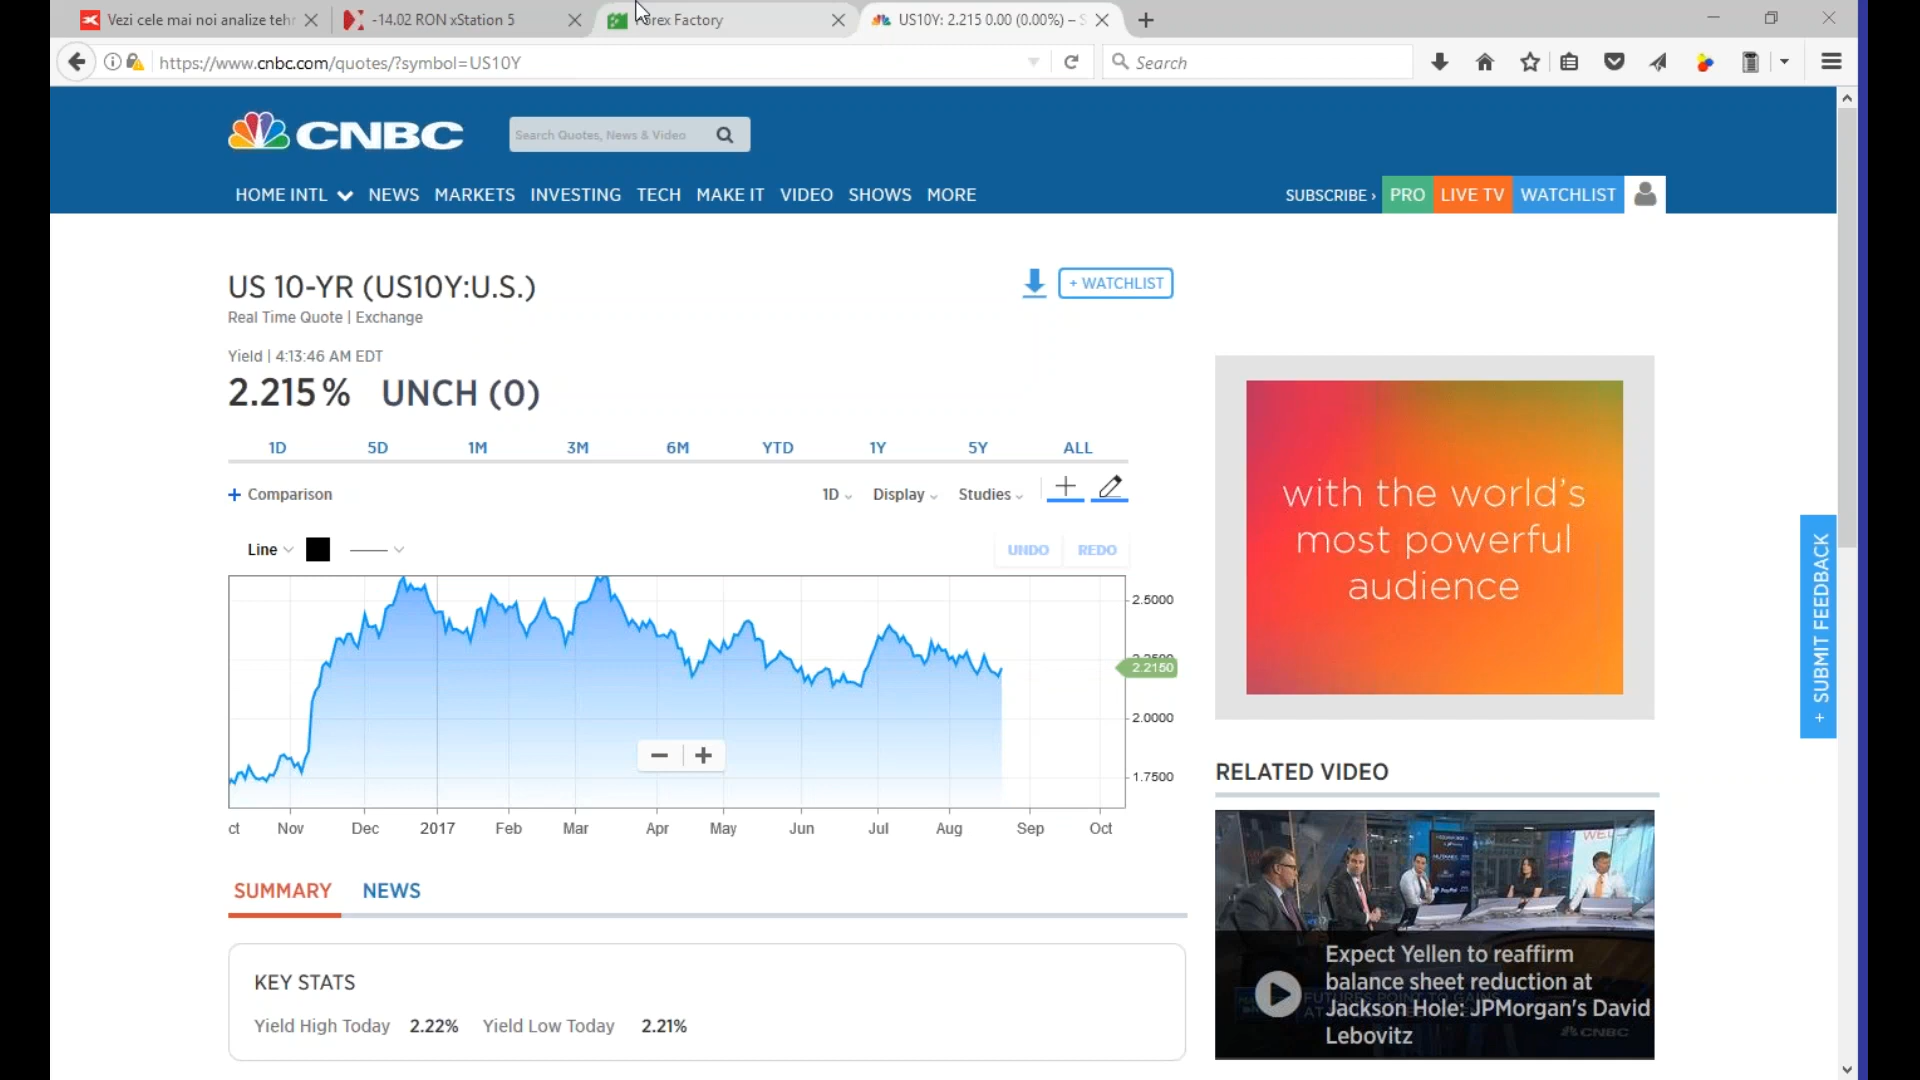 Vezi cele mai noi analize tehn
-14.02 RON xStation 5
Forex Factory
US10Y: 2.215 0.00 (0.00%) – S
https://www.cnbc.com/quotes/?symbol=US10Y
Search
CNBC
Search Quotes, News & Video
HOME INTL NEWS MARKETS INVESTING TECH MAKE IT VIDEO SHOWS MORE
SUBSCRIBE › PRO LIVE TV WATCHLIST
US 10-YR (US10Y:U.S.)
+ WATCHLIST
Real Time Quote | Exchange
Yield | 4:13:46 AM EDT
2.215% UNCH (0)
1D 5D 1M 3M 6M YTD 1Y 5Y ALL
+ Comparison
1D Display Studies
Line
UNDO REDO
2.5000
2.2150
2.0000
1.7500
ct Nov Dec 2017 Feb Mar Apr May Jun Jul Aug Sep Oct
SUMMARY NEWS
KEY STATS
Yield High Today 2.22% Yield Low Today 2.21%
with the world's
most powerful
audience
+ SUBMIT FEEDBACK
RELATED VIDEO
Expect Yellen to reaffirm
balance sheet reduction at
Jackson Hole: JPMorgan's David
Lebovitz
CNBC